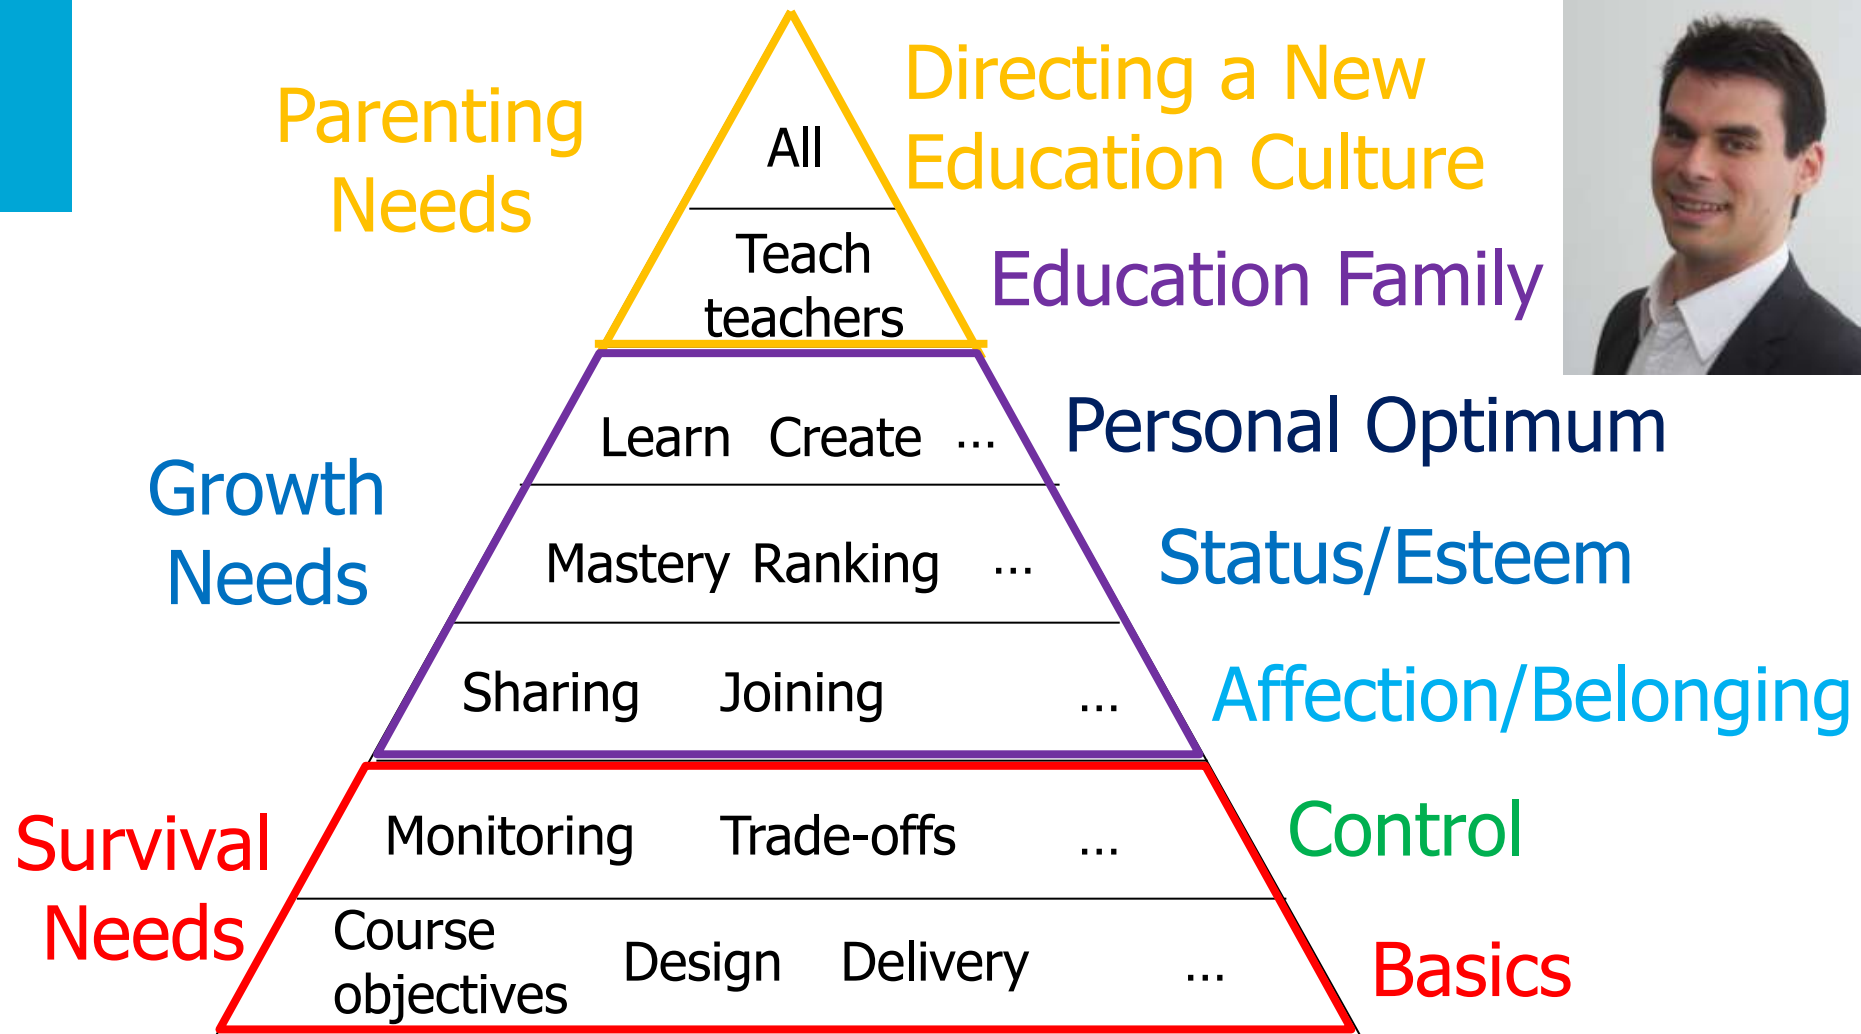 Parenting
Needs
All
Directing a New
Education Culture
Teach
teachers
Education Family
Learn Create ...
Personal Optimum
Growth
Needs
Mastery Ranking ...
Status/Esteem
Sharing Joining ...
Affection/Belonging
Survival
Needs
Monitoring Trade-offs ...
Control
Course
objectives
Design Delivery ...
Basics